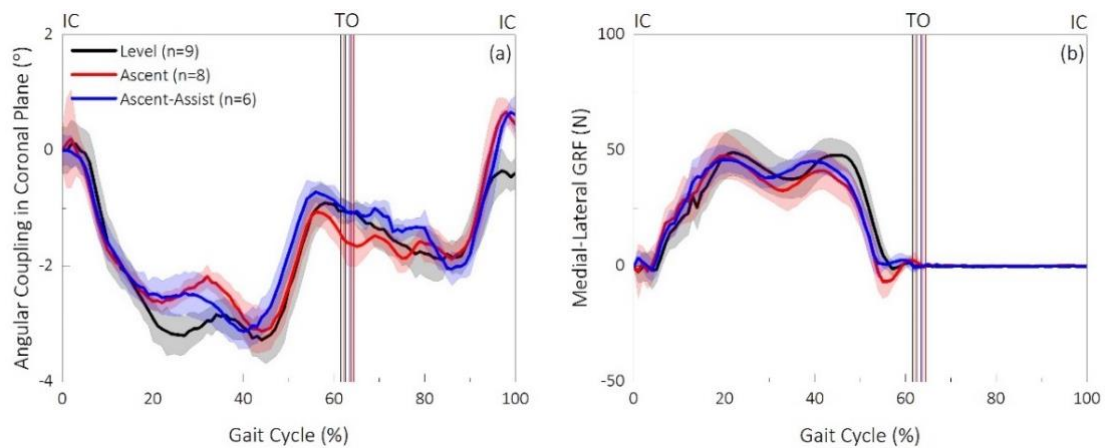 IC TO IC
2
(a)
Level (n=9)
Ascent (n=8)
Ascent-Assist (n=6)
0
-2
-4
Angular Coupling in Coronal Plane (°)
0 20 40 60 80 100
Gait Cycle (%)
IC TO IC
100
(b)
50
0
-50
Medial-Lateral GRF (N)
0 20 40 60 80 100
Gait Cycle (%)